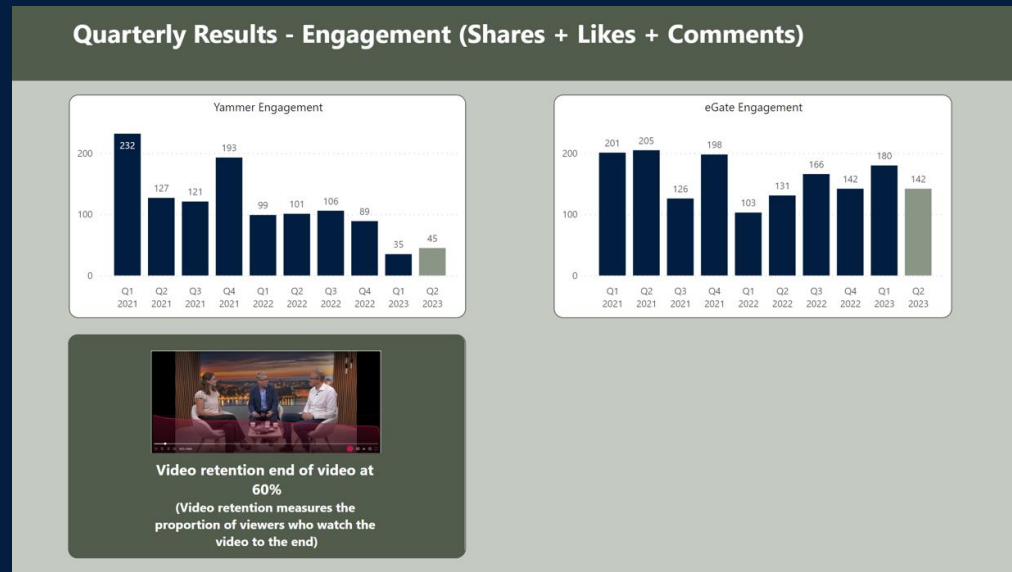 Quarterly Results - Engagement (Shares + Likes + Comments)
Yammer Engagement
200
100
0
232
127
121
193
99
101
106
89
35
45
Q1 Q2 Q3 Q4 Q1 Q2 Q3 Q4 Q1 Q2
2021 2021 2021 2021 2022 2022 2022 2022 2023 2023
eGate Engagement
200
100
0
201
205
126
198
103
131
166
142
180
142
Q1 Q2 Q3 Q4 Q1 Q2 Q3 Q4 Q1 Q2
2021 2021 2021 2021 2022 2022 2022 2022 2023 2023
Video retention end of video at
60%
(Video retention measures the
proportion of viewers who watch the
video to the end)